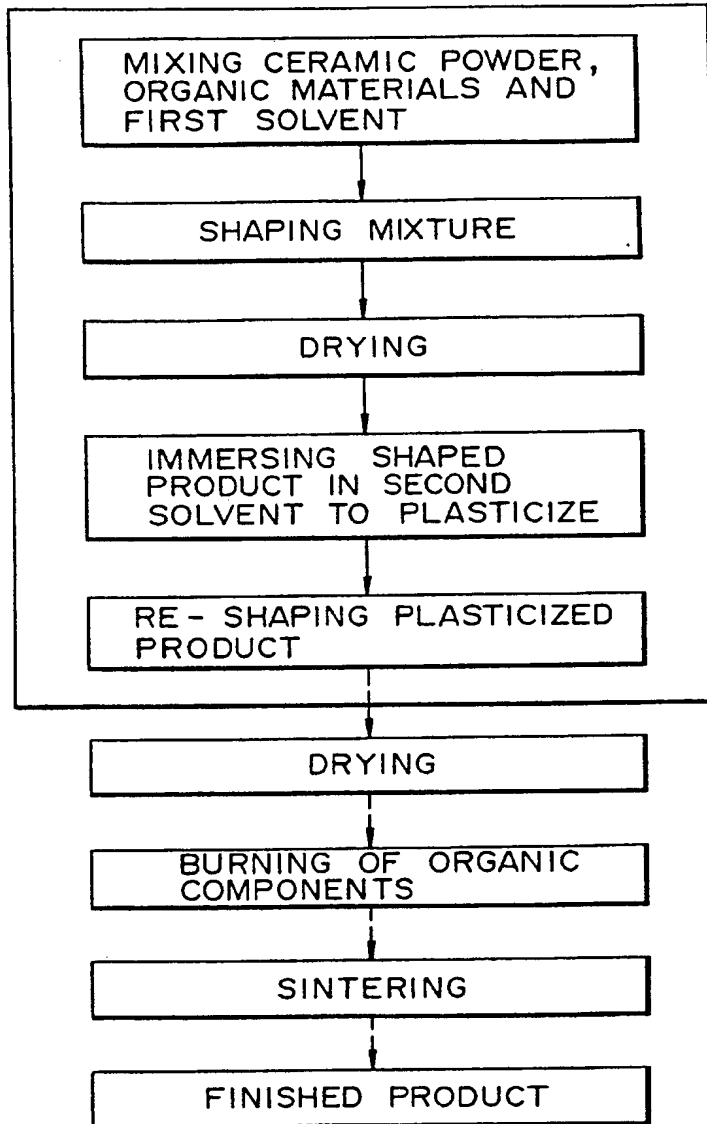 MIXING CERAMIC POWDER,
ORGANIC MATERIALS AND
FIRST SOLVENT
SHAPING MIXTURE
DRYING
IMMERSING SHAPED
PRODUCT IN SECOND
SOLVENT TO PLASTICIZE
RE-SHAPING PLASTICIZED
PRODUCT
DRYING
BURNING OF ORGANIC
COMPONENTS
SINTERING
FINISHED PRODUCT